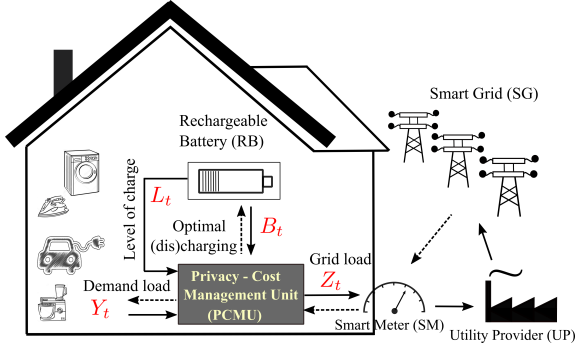 Smart Grid (SG)
Rechargeable
Battery (RB)
Level of charge
L_t
Optimal
(dis)charging
B_t
Demand load
Y_t
Privacy - Cost
Management Unit
(PCMU)
Grid load
Z_t
Smart Meter (SM)
Utility Provider (UP)